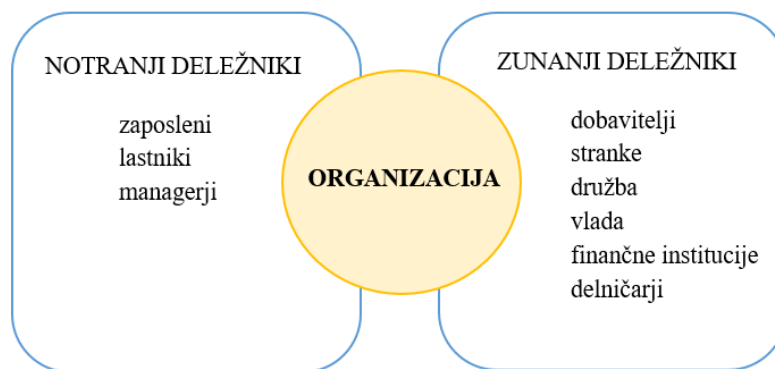 NOTRANJI DELEŽNIKI
zaposleni
lastniki
managerji
ORGANIZACIJA
ZUNANJI DELEŽNIKI
dobavitelji
stranke
družba
vlada
finančne institucije
delničarji